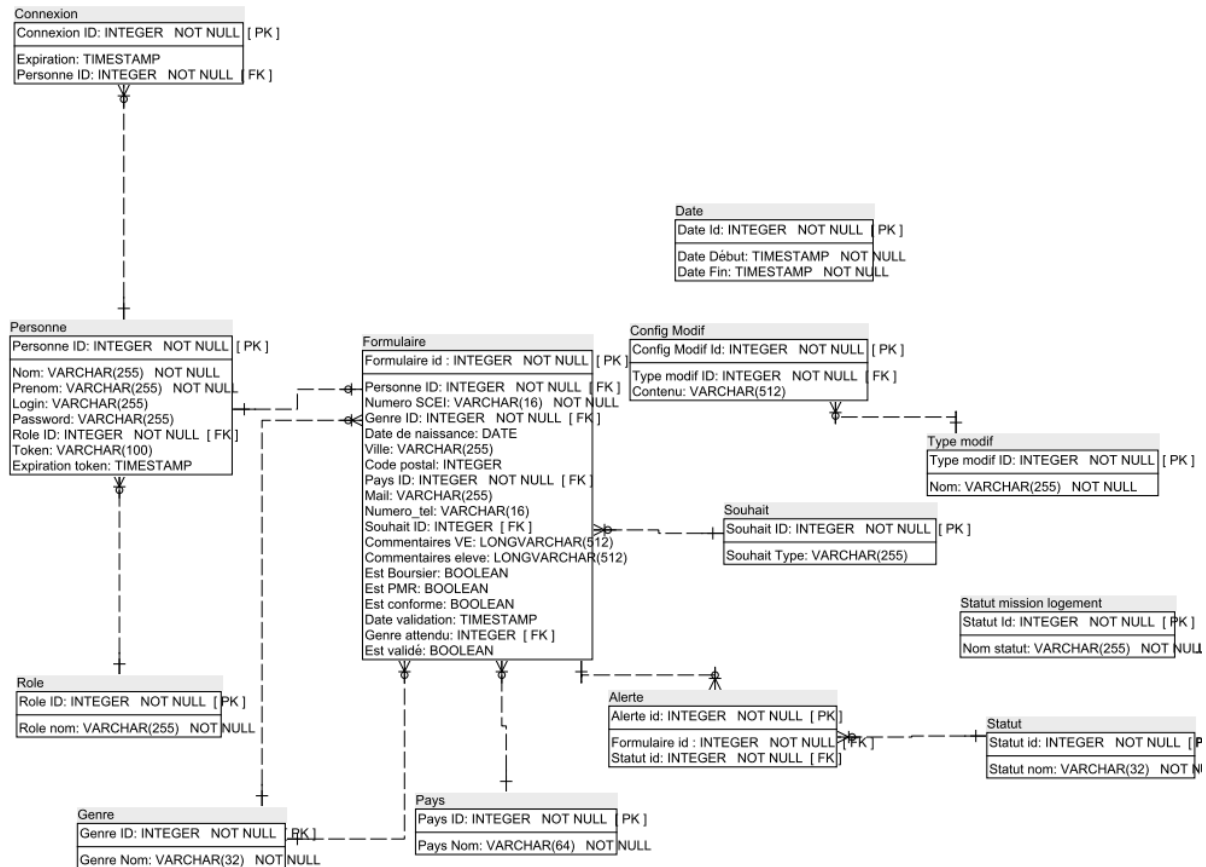 Connexion
Connexion ID: INTEGER NOT NULL [ PK ]
Expiration: TIMESTAMP
Personne ID: INTEGER NOT NULL [ FK ]
Date
Date Id: INTEGER NOT NULL [ PK ]
Date Début: TIMESTAMP NOT NULL
Date Fin: TIMESTAMP NOT NULL
Personne
Personne ID: INTEGER NOT NULL [ PK ]
Nom: VARCHAR(255) NOT NULL
Prenom: VARCHAR(255) NOT NULL
Login: VARCHAR(255)
Password: VARCHAR(255)
Role ID: INTEGER NOT NULL [ FK ]
Token: VARCHAR(100)
Expiration token: TIMESTAMP
Formulaire
Formulaire id : INTEGER NOT NULL [ PK ]
Personne ID: INTEGER NOT NULL [ FK ]
Numero SCEI: VARCHAR(16) NOT NULL
Genre ID: INTEGER NOT NULL [ FK ]
Date de naissance: DATE
Ville: VARCHAR(255)
Code postal: INTEGER
Pays ID: INTEGER NOT NULL [ FK ]
Mail: VARCHAR(255)
Numero_tel: VARCHAR(16)
Souhait ID: INTEGER [ FK ]
Commentaires VE: LONGVARCHAR(512)
Commentaires eleve: LONGVARCHAR(512)
Est Boursier: BOOLEAN
Est PMR: BOOLEAN
Est conforme: BOOLEAN
Date validation: TIMESTAMP
Genre attendu: INTEGER [ FK ]
Est validé: BOOLEAN
Config Modif
Config Modif Id: INTEGER NOT NULL [ PK ]
Type modif ID: INTEGER NOT NULL [ FK ]
Contenu: VARCHAR(512)
Type modif
Type modif ID: INTEGER NOT NULL [ PK ]
Nom: VARCHAR(255) NOT NULL
Souhait
Souhait ID: INTEGER NOT NULL [ PK ]
Souhait Type: VARCHAR(255)
Statut mission logement
Statut Id: INTEGER NOT NULL [ PK ]
Nom statut: VARCHAR(255) NOT NULL
Role
Role ID: INTEGER NOT NULL [ PK ]
Role nom: VARCHAR(255) NOT NULL
Alerte
Alerte id: INTEGER NOT NULL [ PK ]
Formulaire id : INTEGER NOT NULL [ FK ]
Statut id: INTEGER NOT NULL [ FK ]
Statut
Statut id: INTEGER NOT NULL [ P
Statut nom: VARCHAR(32) NOT N
Genre
Genre ID: INTEGER NOT NULL [ PK ]
Genre Nom: VARCHAR(32) NOT NULL
Pays
Pays ID: INTEGER NOT NULL [ PK ]
Pays Nom: VARCHAR(64) NOT NULL